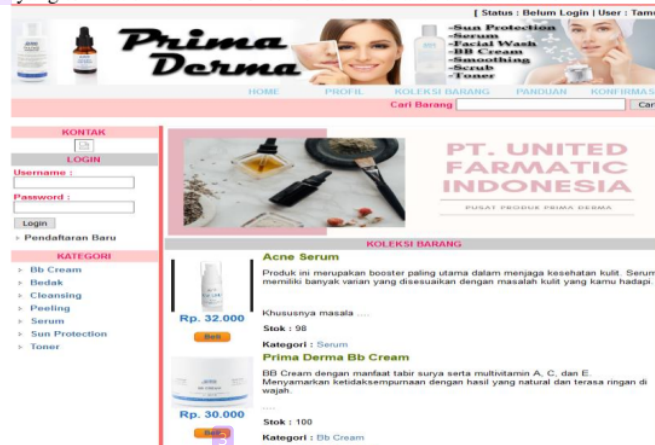 [ Status : Belum Login | User : Tam
Prima
Derma
-Sun Protection
-Serum
-Facial Wash
-BB Cream
-Smoothing
-Scrub
-Toner
HOME PROFIL KOLEKSI BARANG PANDUAN KONFIRMAS
Cari Barang Car
KONTAK
LOGIN
Username :
Password :
Login
Pendaftaran Baru
KATEGORI
Bb Cream
Bedak
Cleansing
Peeling
Serum
Sun Protection
Toner
PT. UNITED
FARMATIC
INDONESIA
PUSAT PRODUK PRIMA DERMA
KOLEKSI BARANG
Acne Serum
Produk ini merupakan booster paling utama dalam menjaga kesehatan kulit. Serum
memiliki banyak varian yang disesuaikan dengan masalah kulit yang kamu hadapi.
Khususnya masala ....
Rp. 32.000
Stok : 98
Beli
Kategori : Serum
Prima Derma Bb Cream
BB Cream dengan manfaat tabir surya serta multivitamin A, C, dan E.
Menyamarkan ketidaksempurnaan dengan hasil yang natural dan terasa ringan di
wajah.
....
Rp. 30.000
Stok : 100
Kategori : Bb Cream